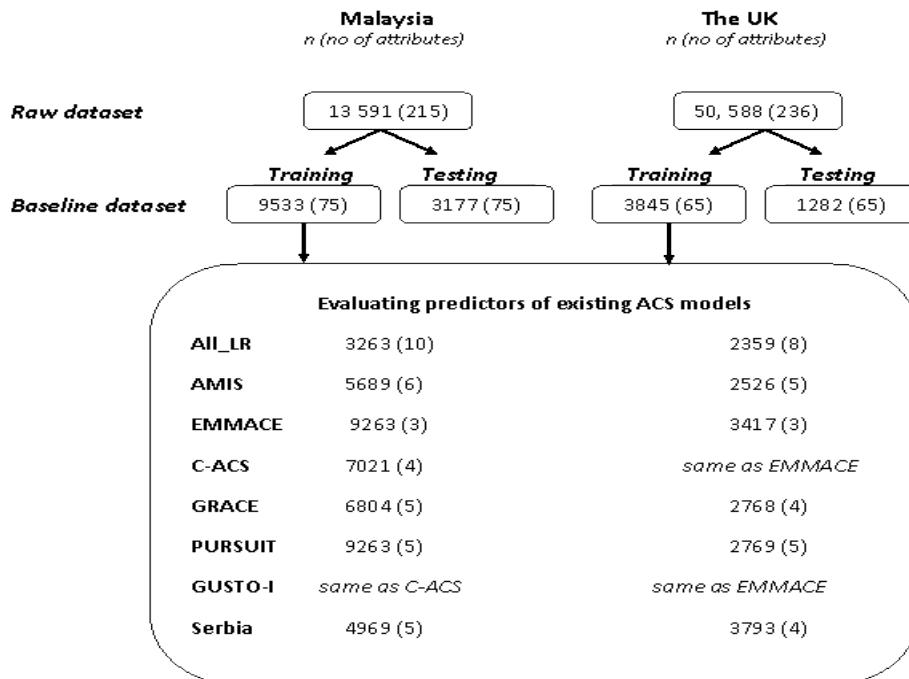 Malaysia The UK
n (no of attributes) n (no of attributes)
Raw dataset 13 591 (215) 50, 588 (236)
Training Testing Training Testing
Baseline dataset 9533 (75) 3177 (75) 3845 (65) 1282 (65)
Evaluating predictors of existing ACS models
All_LR 3263 (10) 2359 (8)
AMIS 5689 (6) 2526 (5)
EMMACE 9263 (3) 3417 (3)
C-ACS 7021 (4) same as EMMACE
GRACE 6804 (5) 2768 (4)
PURSUIT 9263 (5) 2769 (5)
GUSTO-I same as C-ACS same as EMMACE
Serbia 4969 (5) 3793 (4)